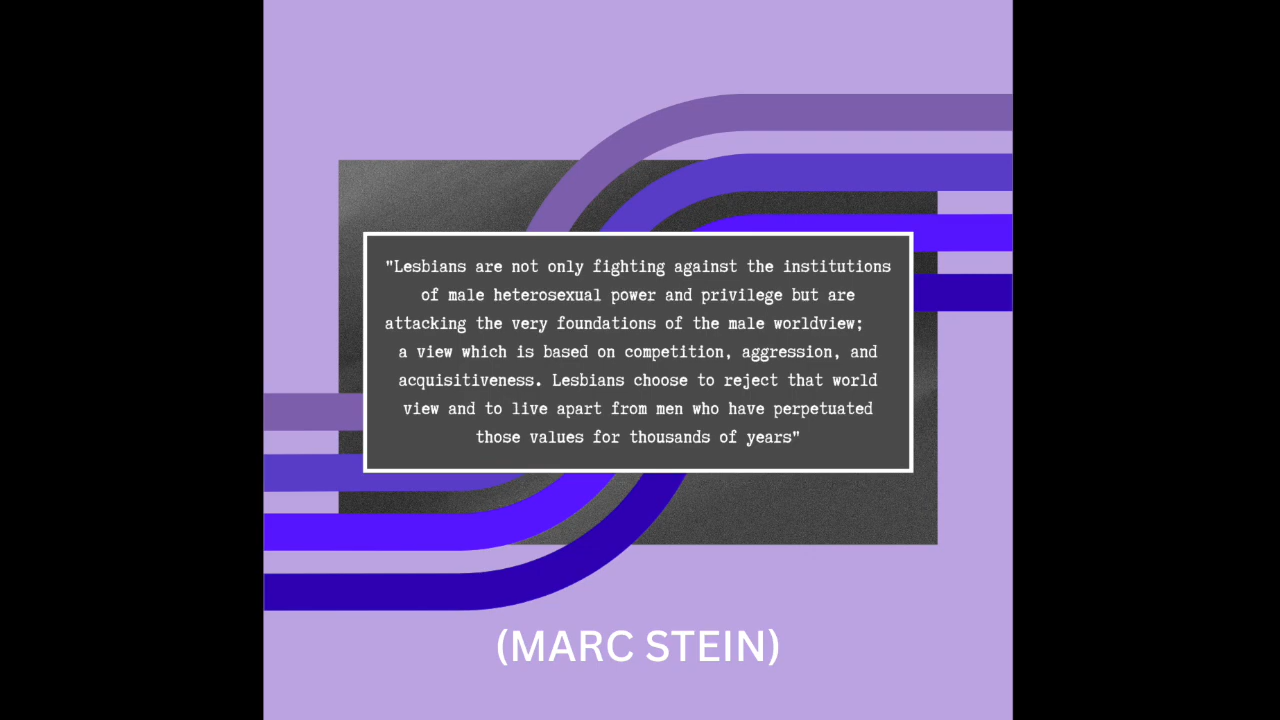 "Lesbians are not only fighting against the institutions
of male heterosexual power and privilege but are
attacking the very foundations of the male worldview;
a view which is based on competition, aggression, and
acquisitiveness. Lesbians choose to reject that world
view and to live apart from men who have perpetuated
those values for thousands of years"
(MARC STEIN)